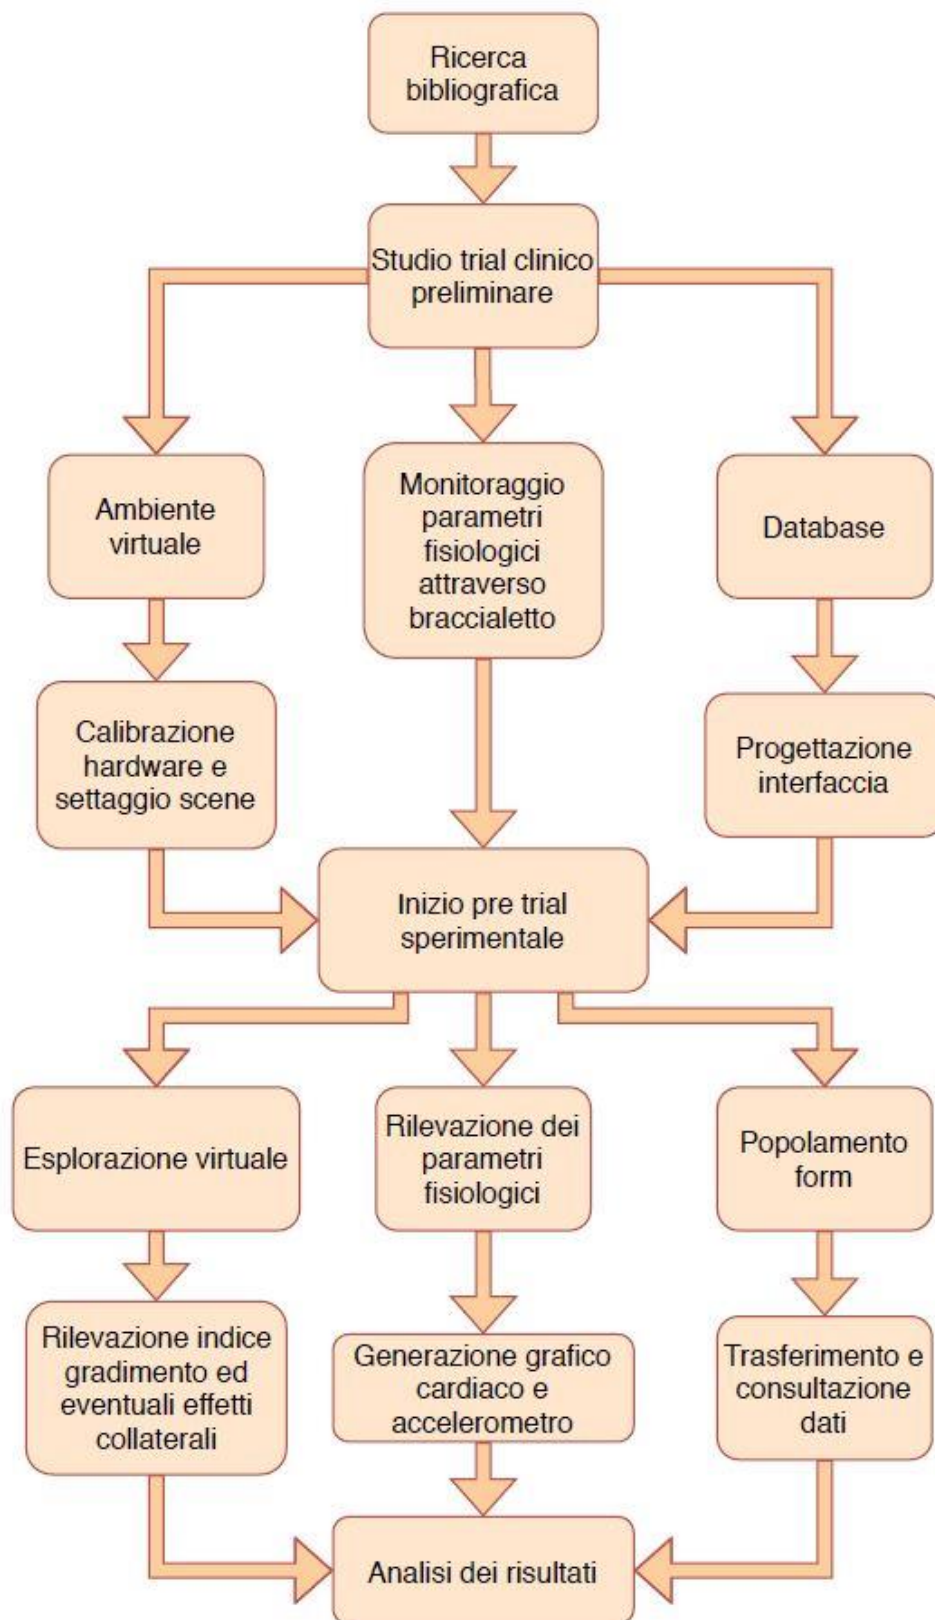 Ricerca
bibliografica
Studio trial clinico
preliminare
Ambiente
virtuale
Monitoraggio
parametri
fisiologici
attraverso
braccialetto
Database
Calibrazione
hardware e
settaggio scene
Progettazione
interfaccia
Inizio pre trial
sperimentale
Esplorazione virtuale
Rilevazione dei
parametri
fisiologici
Popolamento
form
Rilevazione indice
gradimento ed
eventuali effetti
collaterali
Generazione grafico
cardiaco e
accelerometro
Trasferimento e
consultazione
dati
Analisi dei risultati